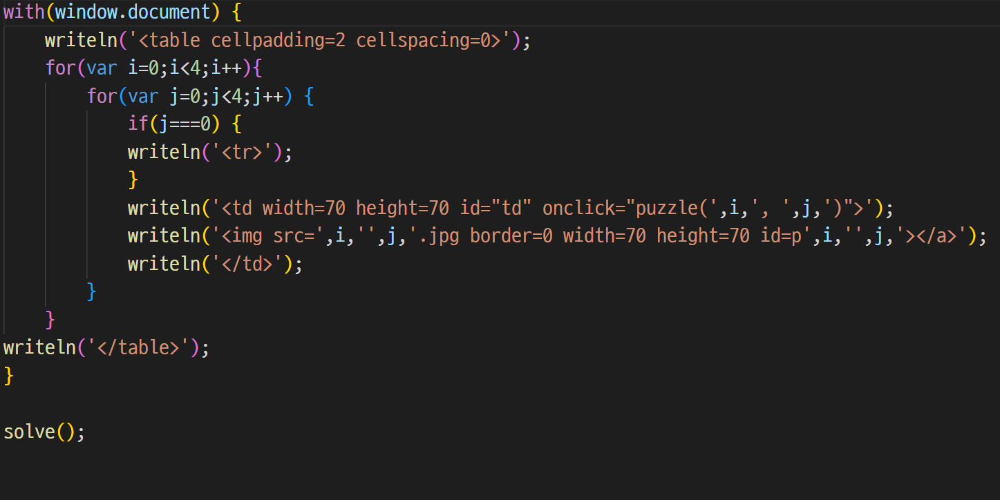 with(window.document) {
    writeln('<table cellpadding=2 cellspacing=0>');
    for(var i=0;i<4;i++){
        for(var j=0;j<4;j++) {
            if(j===0) {
            writeln('<tr>');
            }
            writeln('<td width=70 height=70 id="td" onclick="puzzle(',i,', ',j,')">');
            writeln('<img src=',i,'',j,'.jpg border=0 width=70 height=70 id=p',i,'',j,'></a>');
            writeln('</td>');
        }
    }
writeln('</table>');
}

solve();